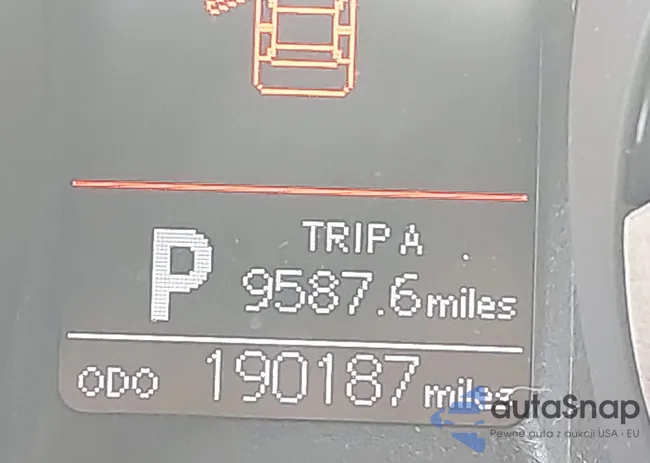 TRIP A
P 9587.6 miles
ODO 190187 miles
autaSnap
Pewne auta z aukcji USA i EU